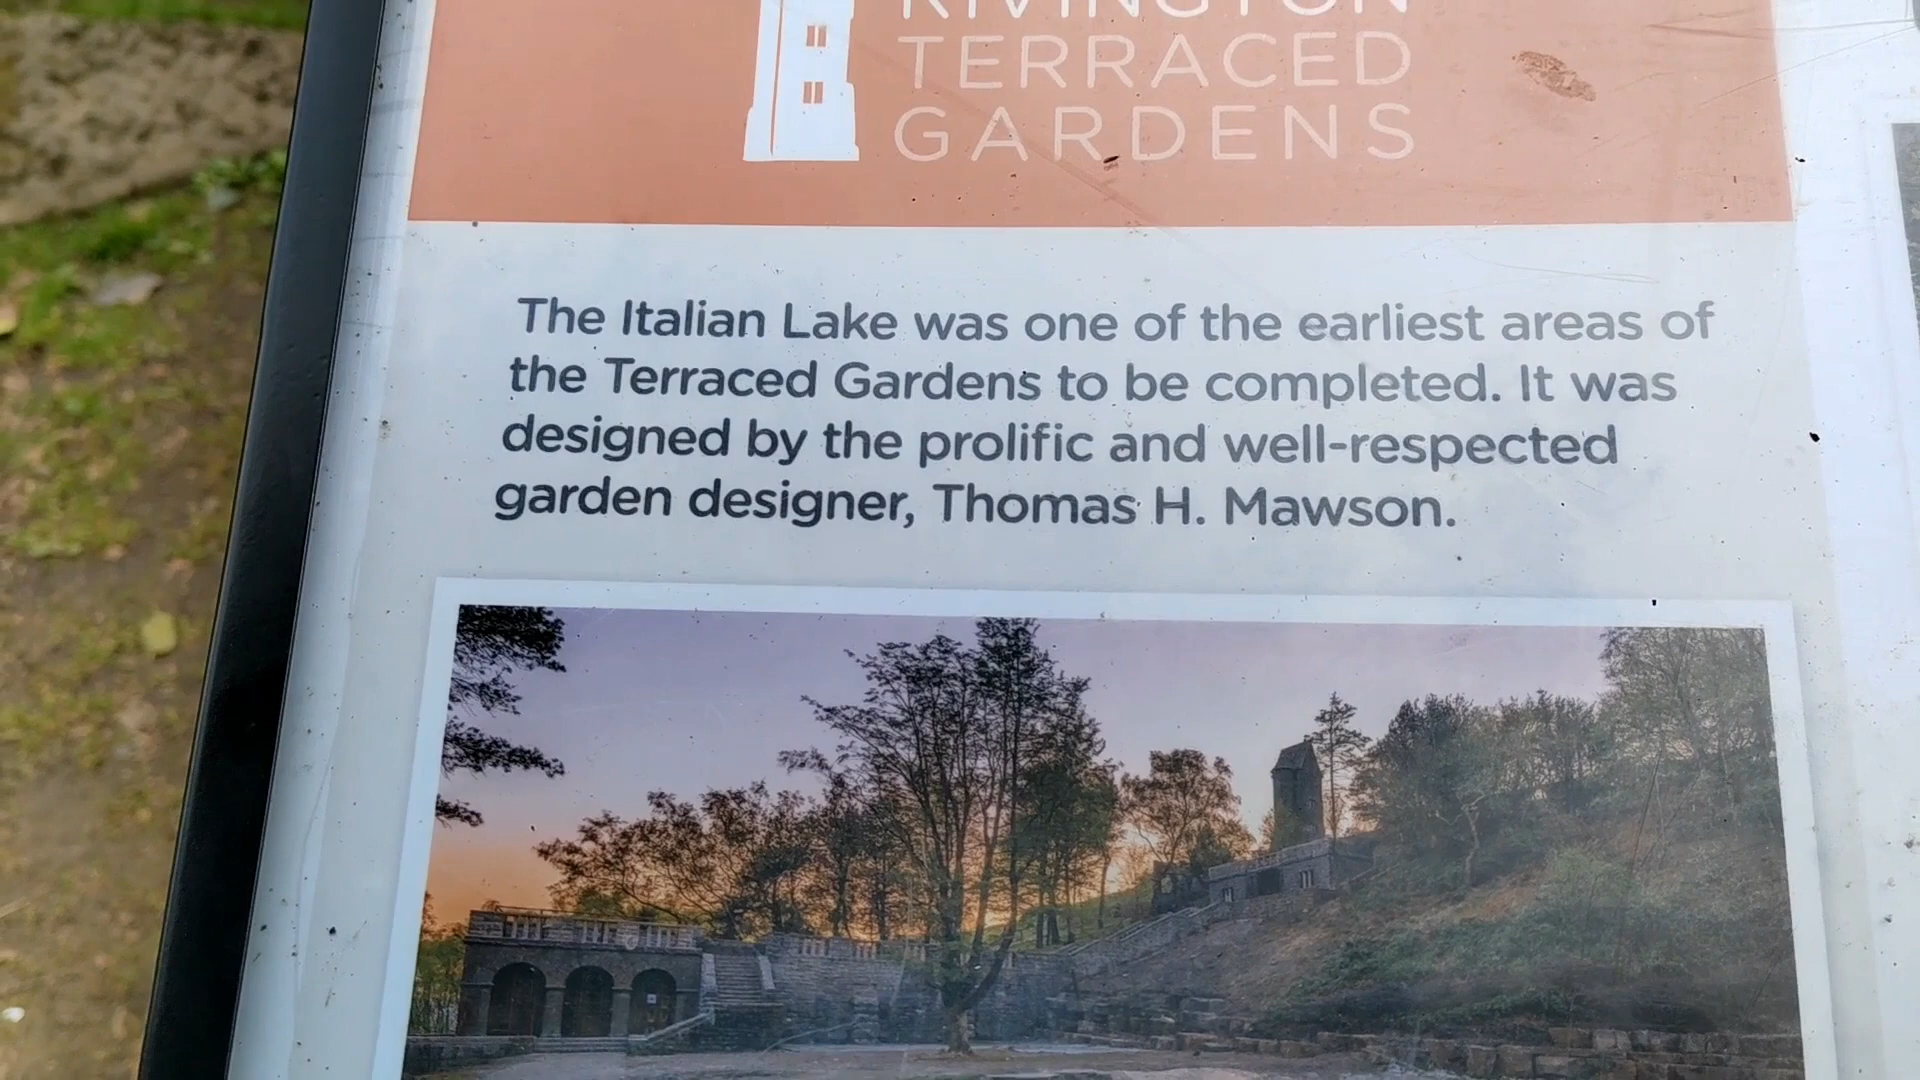 RIVINGTON
TERRACED
GARDENS
The Italian Lake was one of the earliest areas of
the Terraced Gardens to be completed. It was
designed by the prolific and well-respected
garden designer, Thomas H. Mawson.